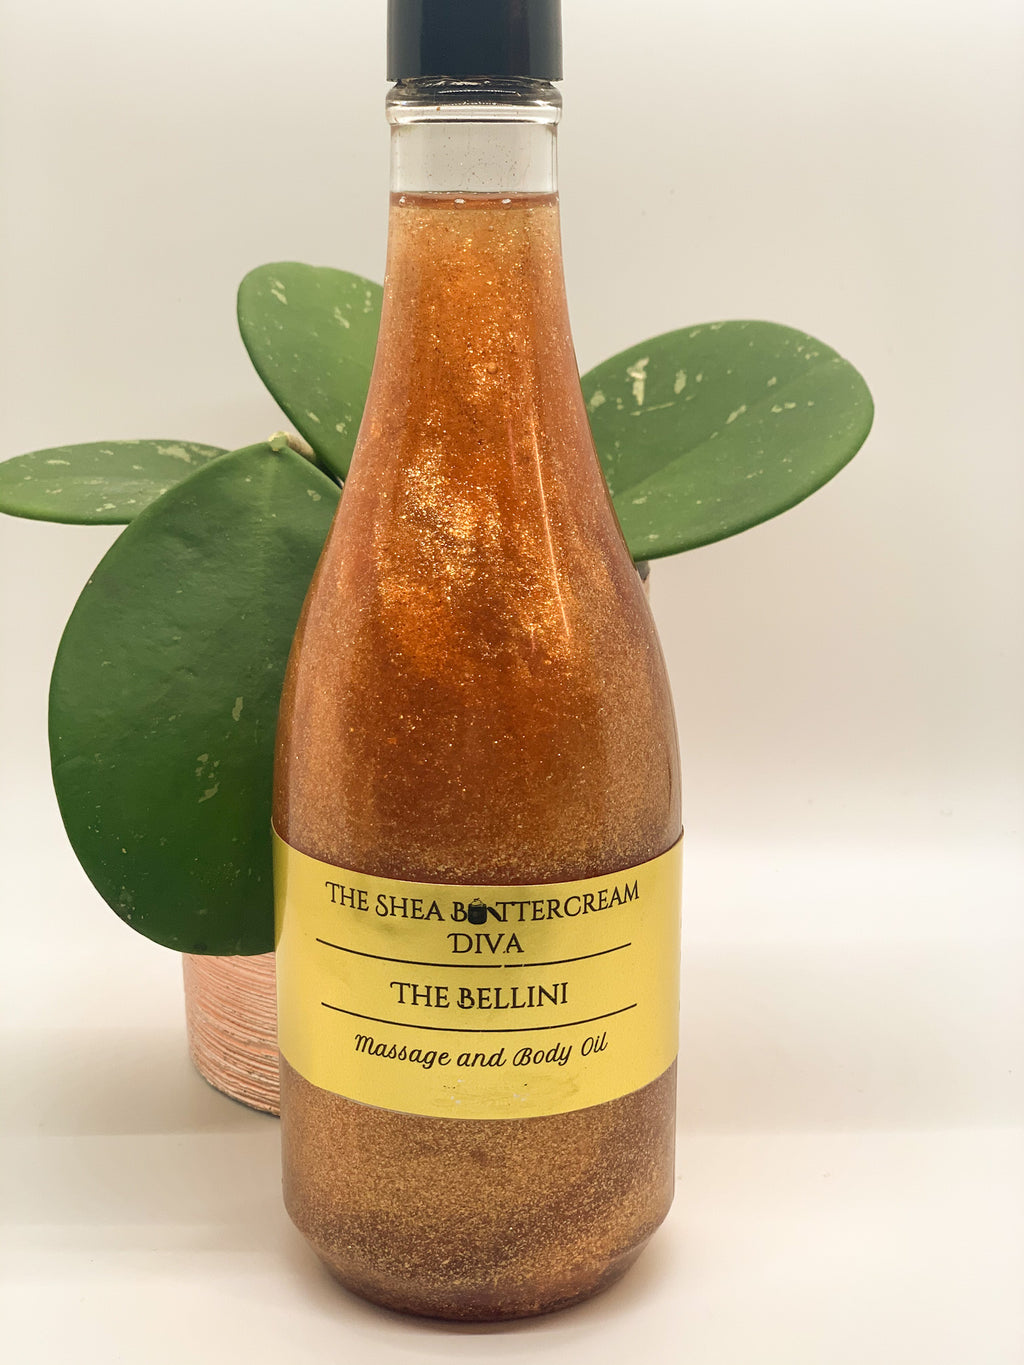 The Shea Buttercream
Diva
The Bellini
Massage and Body Oil